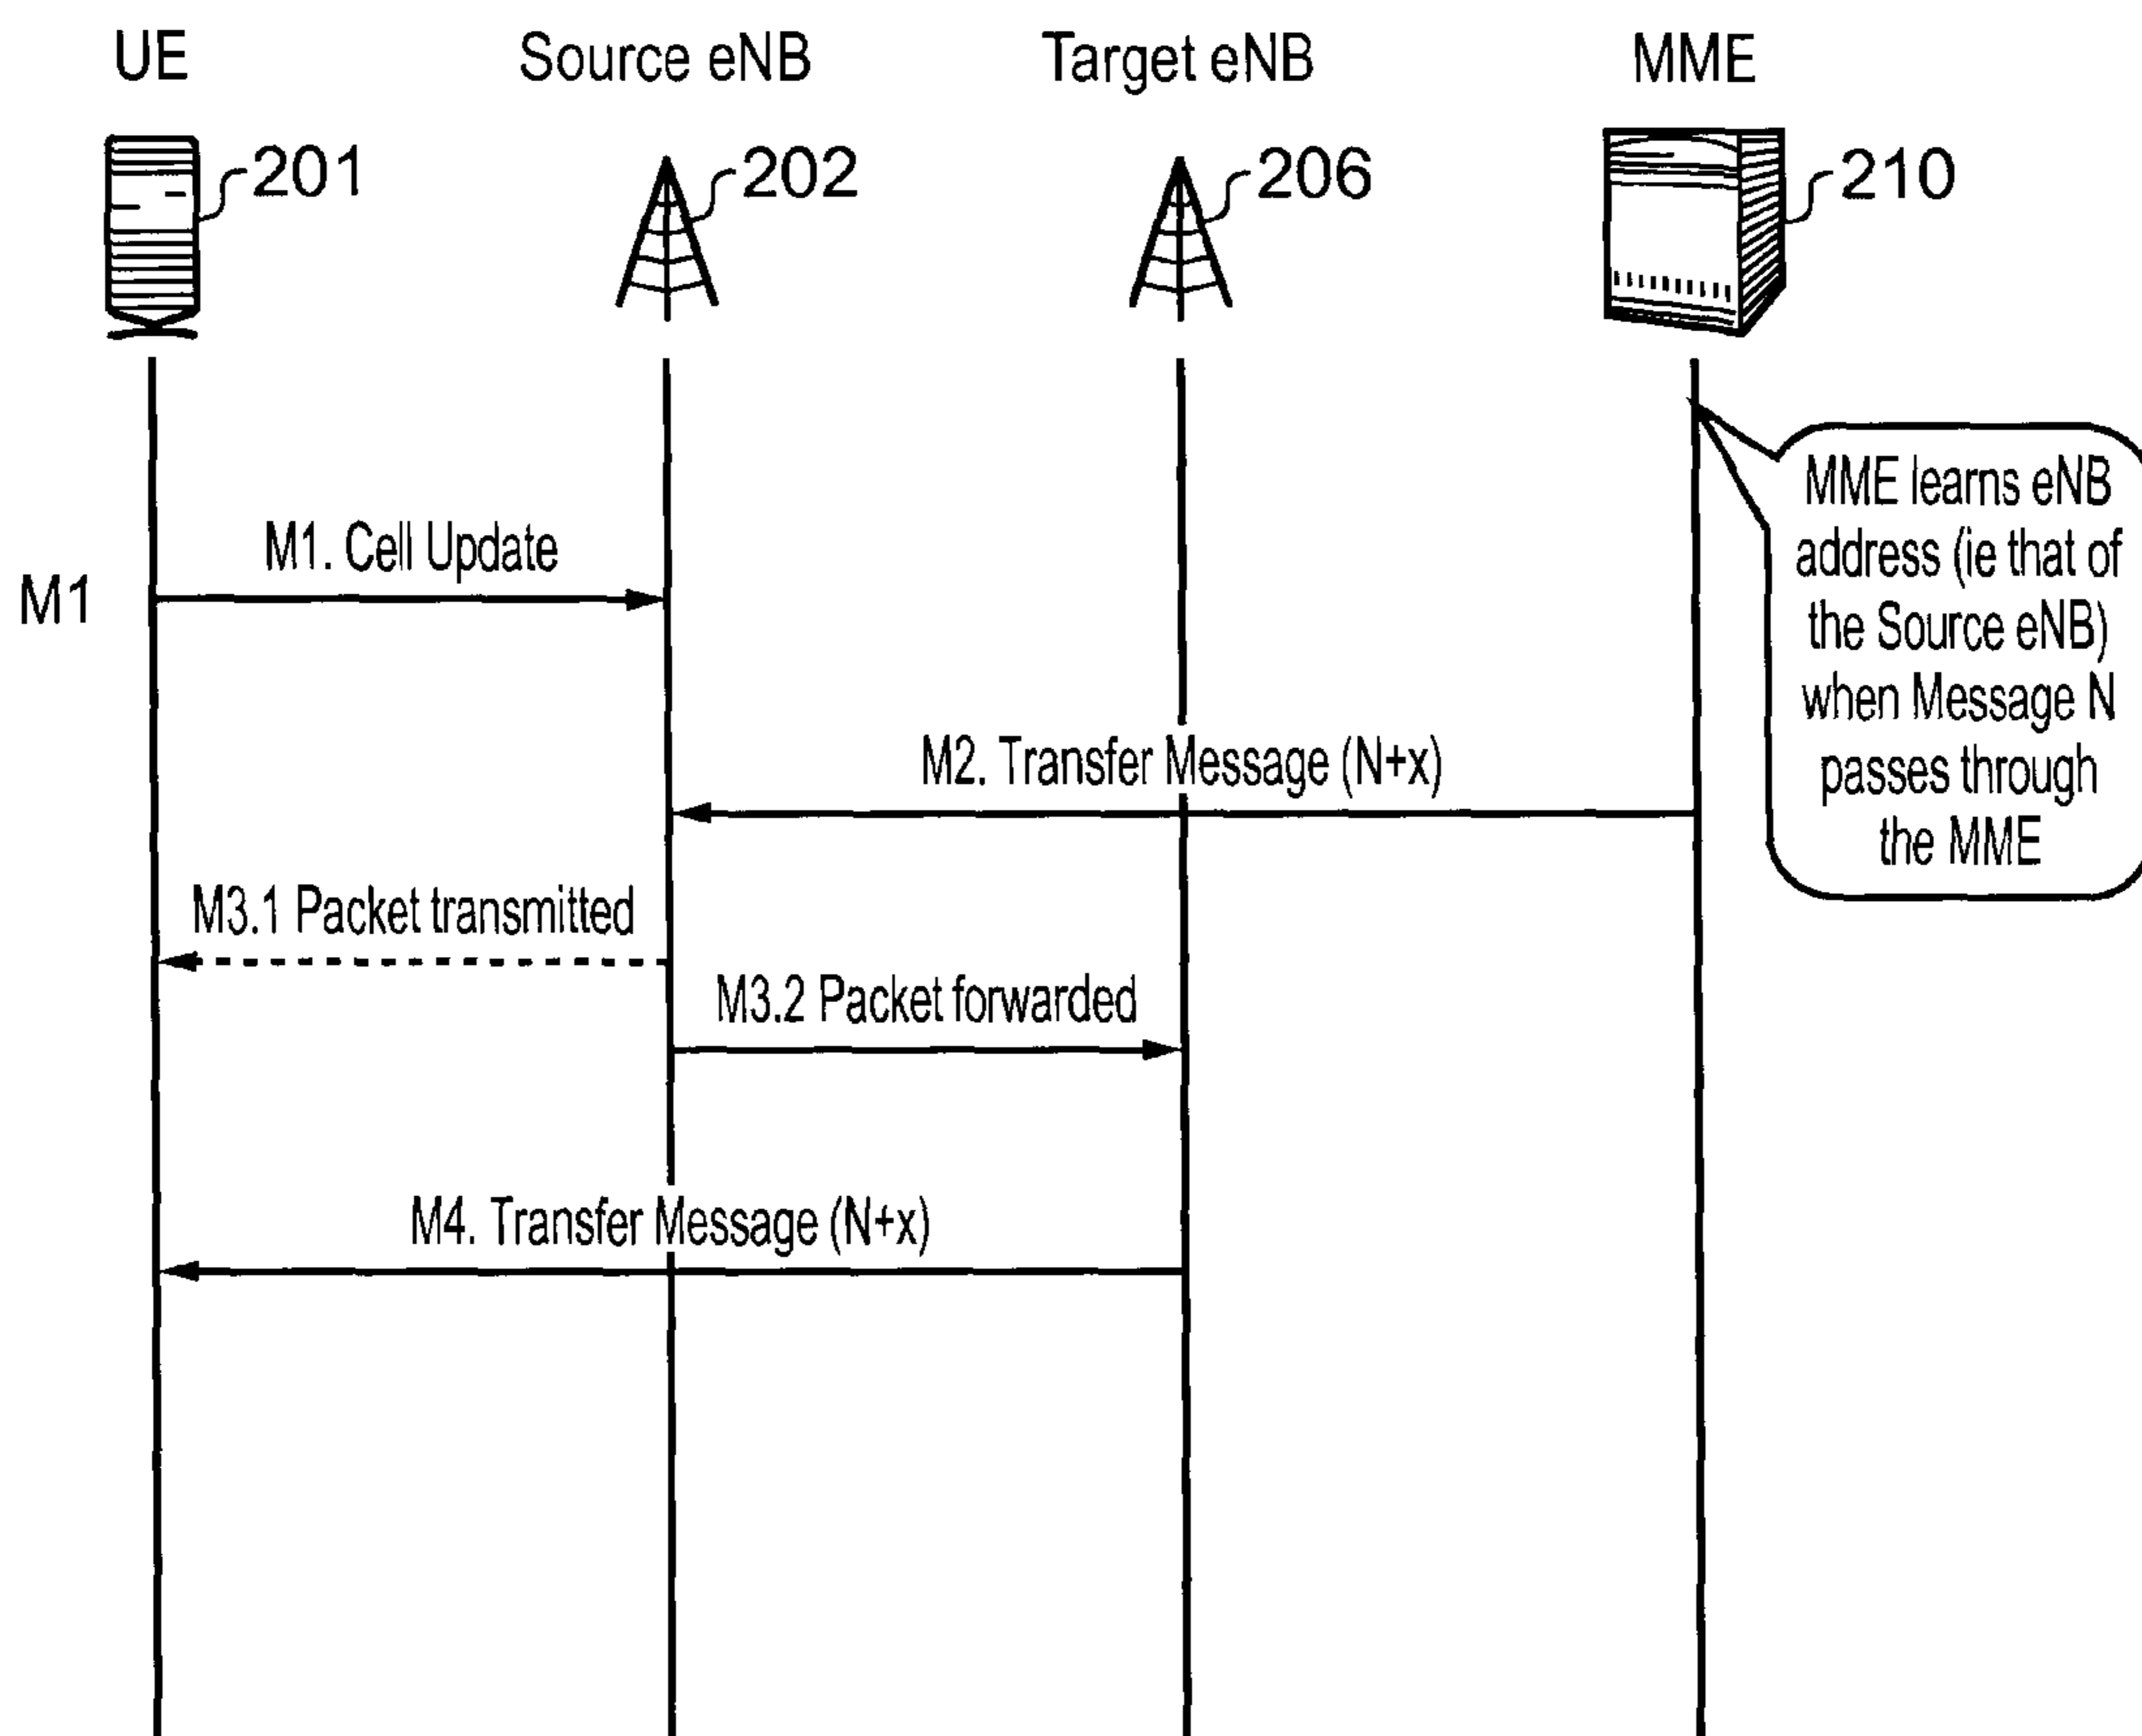 UE
Source eNB
Target eNB
MME
201
202
206
210
MME learns eNB
address (ie that of
the Source eNB)
when Message N
passes through
the MME
M1. Cell Update
M1
M2. Transfer Message (N+x)
M3.1 Packet transmitted
M3.2 Packet forwarded
M4. Transfer Message (N+x)